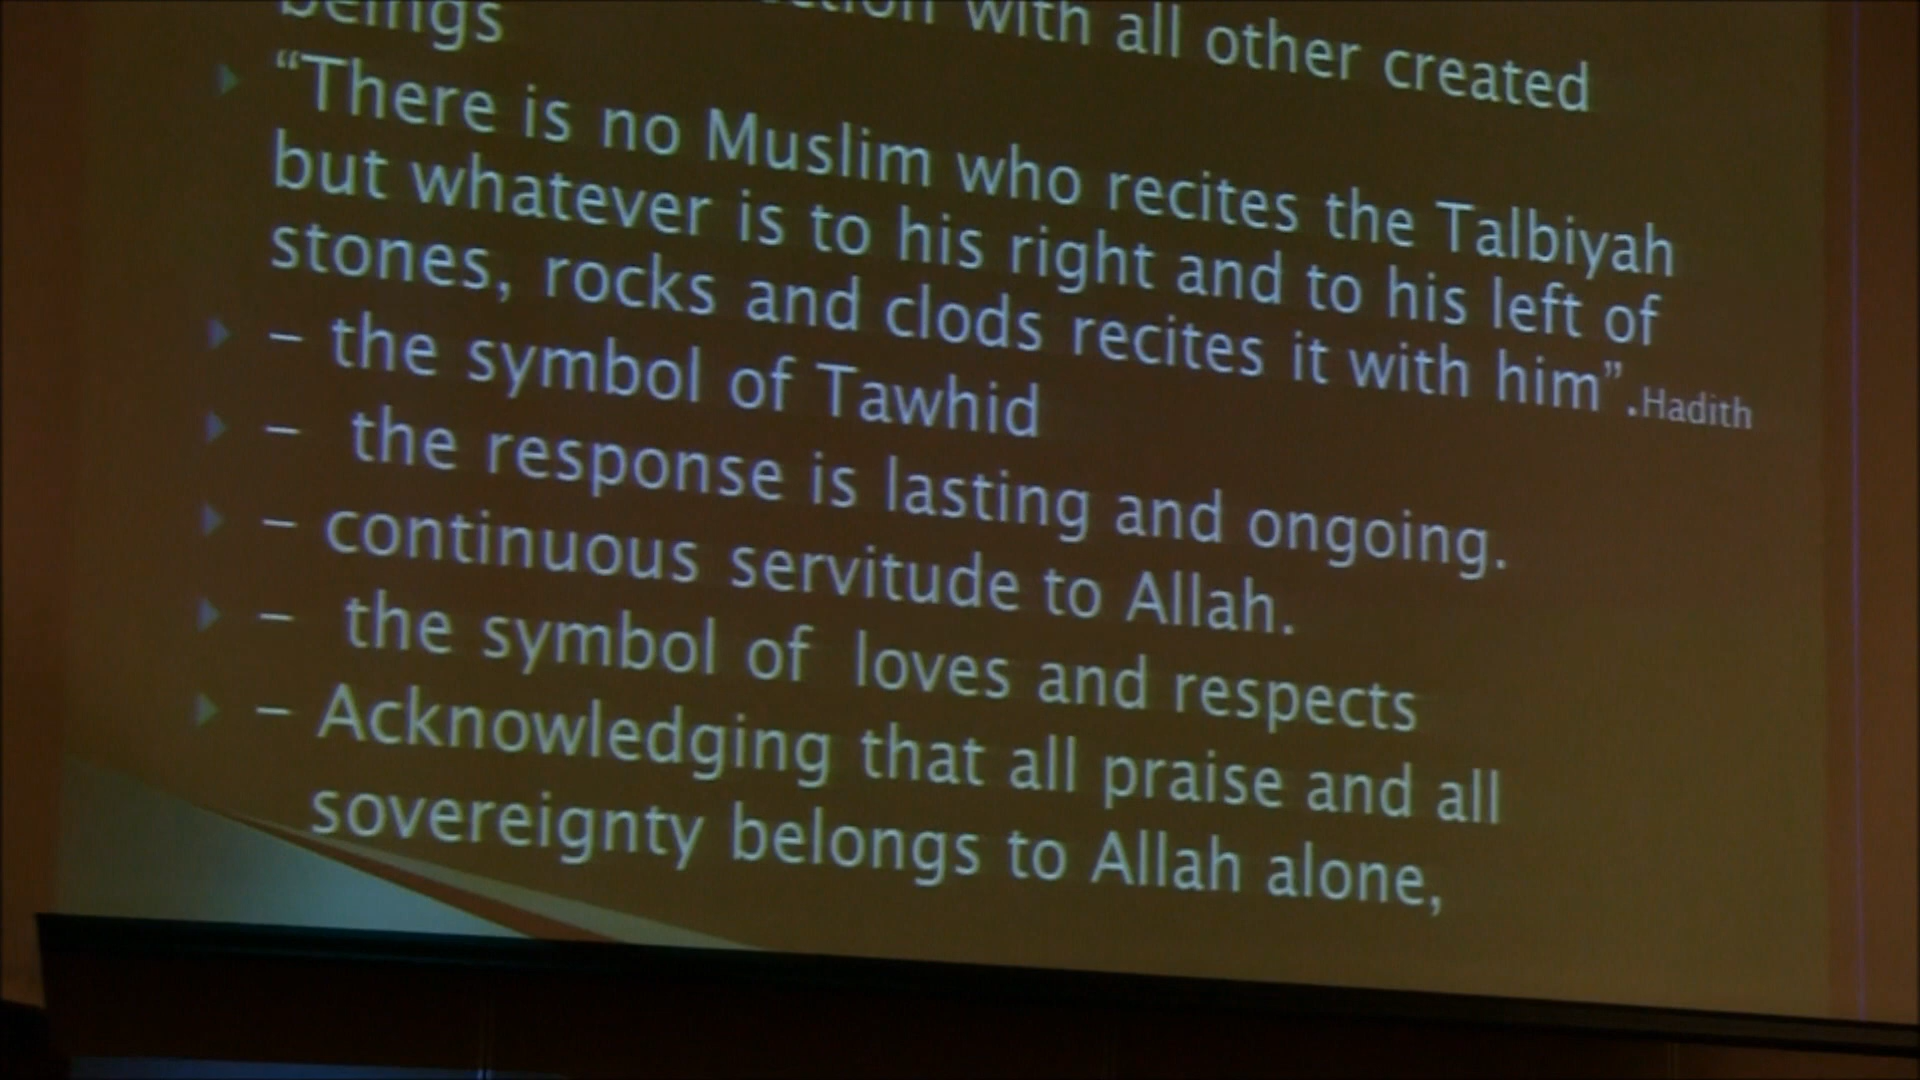 with all other created
beings
“There is no Muslim who recites the Talbiyah
but whatever is to his right and to his left of
stones, rocks and clods recites it with him”.Hadith
– the symbol of Tawhid
– the response is lasting and ongoing.
– continuous servitude to Allah.
– the symbol of loves and respects
– Acknowledging that all praise and all
sovereignty belongs to Allah alone,